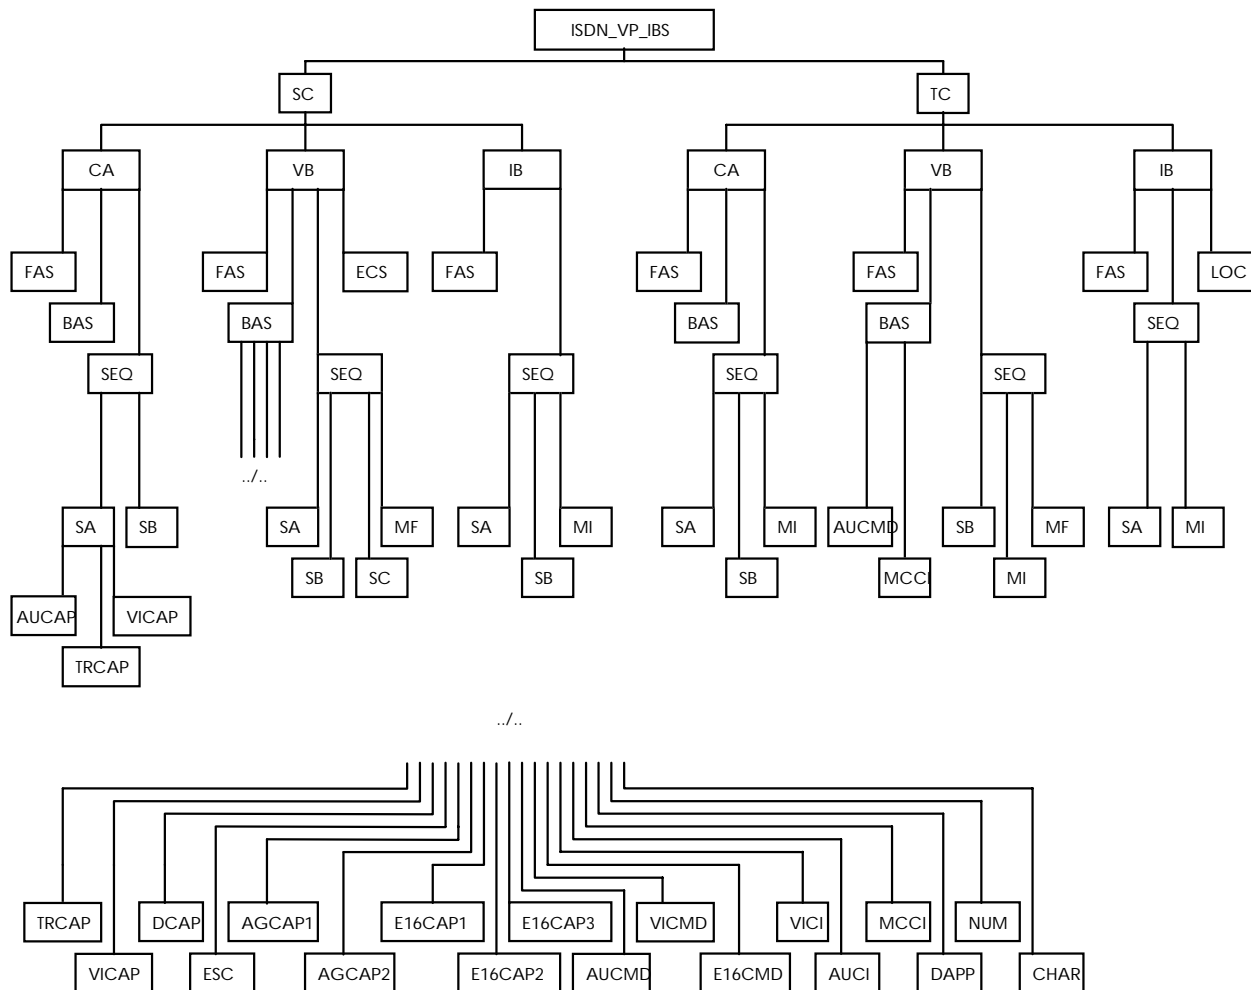 ISDN_VP_IBS
SC
TC
CA
VB
IB
CA
VB
IB
FAS
FAS
ECS
FAS
FAS
FAS
FAS
LOC
BAS
BAS
BAS
BAS
SEQ
SEQ
SEQ
SEQ
SEQ
SEQ
../..
SA
SB
SA
MF
SA
MI
SA
MI
AUCMD
SB
MF
SA
MI
SB
SC
SB
SB
MCCI
MI
AUCAP
VICAP
TRCAP
../..
TRCAP
DCAP
AGCAP1
E16CAP1
E16CAP3
VICMD
VICI
MCCI
NUM
VICAP
ESC
AGCAP2
E16CAP2
AUCMD
E16CMD
AUCI
DAPP
CHAR